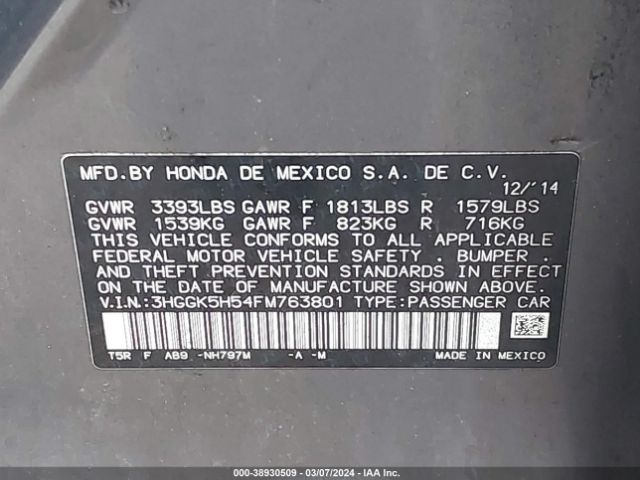 MFD.BY HONDA DE MEXICO S.A. DE C.V.
12/'14
GVWR 3393LBS GAWR F 1813LBS R 1579LBS
GVWR 1539KG GAWR F 823KG R 716KG
THIS VEHICLE CONFORMS TO ALL APPLICABLE
FEDERAL MOTOR VEHICLE SAFETY . BUMPER .
AND THEFT PREVENTION STANDARDS IN EFFECT
ON THE DATE OF MANUFACTURE SHOWN ABOVE.
V.I.N.:3HGGK5H54FM763801 TYPE:PASSENGER CAR
T5R F AB9 -NH797M -A -M MADE IN MEXICO
000-38930509 — 03/07/2024 — IAA Inc.